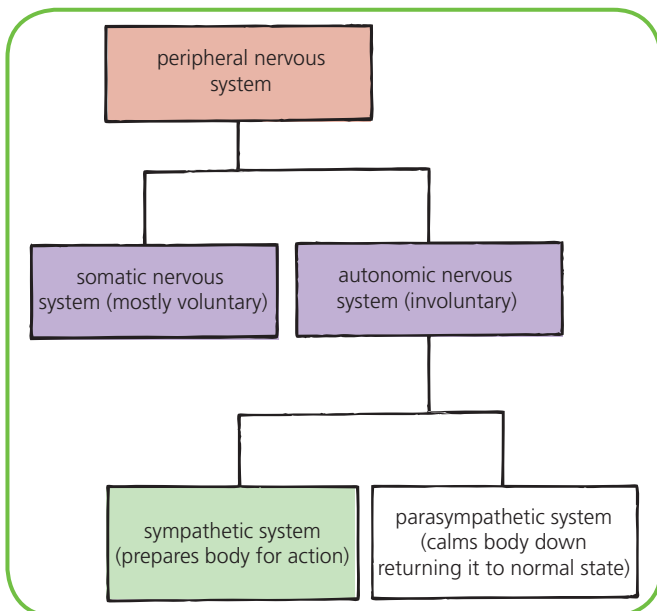 peripheral nervous
system
somatic nervous
system (mostly voluntary)
autonomic nervous
system (involuntary)
sympathetic system
(prepares body for action)
parasympathetic system
(calms body down
returning it to normal state)